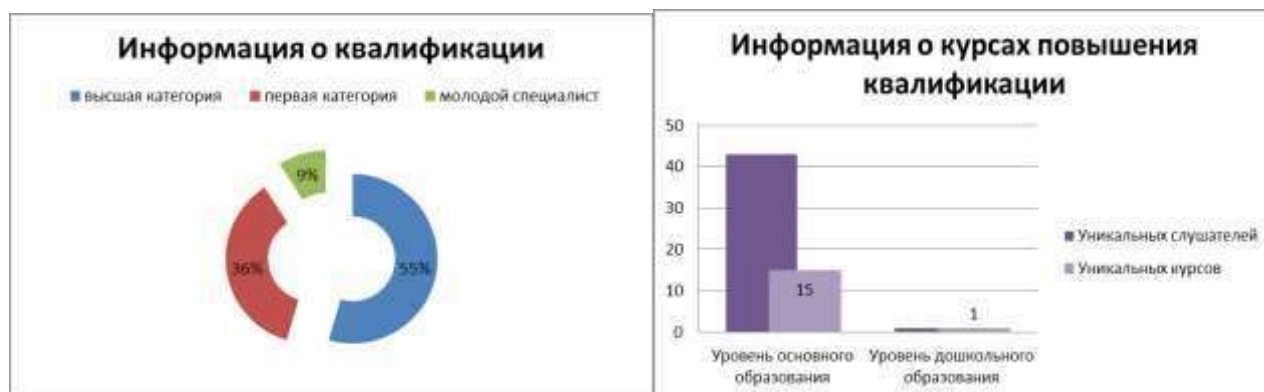 Информация о квалификации
высшая категория первая категория молодой специалист
9%
36%
55%
Информация о курсах повышения
квалификации
50
40
30
20
10
0
15
1
Уровень основного
образования
Уровень дошкольного
образования
Уникальных слушателей
Уникальных курсов